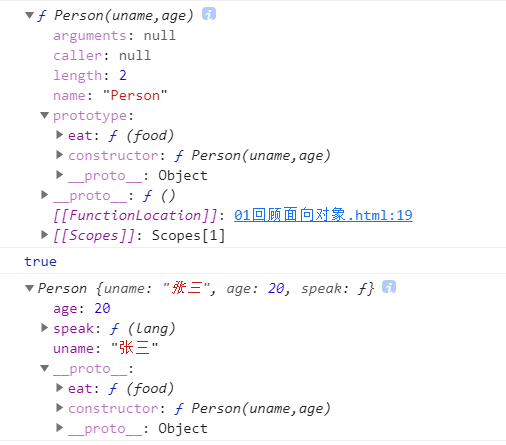 ▼ƒ Person(uname,age) i
arguments: null
caller: null
length: 2
name: "Person"
▼prototype:
▶eat: ƒ (food)
▶constructor: ƒ Person(uname,age)
▶__proto__: Object
▶__proto__: ƒ ()
[[FunctionLocation]]: 01回顾面向对象.html:19
▶[[Scopes]]: Scopes[1]
true
▼Person {uname: "张三", age: 20, speak: ƒ} i
age: 20
▶speak: ƒ (lang)
uname: "张三"
▼__proto__:
▶eat: ƒ (food)
▶constructor: ƒ Person(uname,age)
▶__proto__: Object